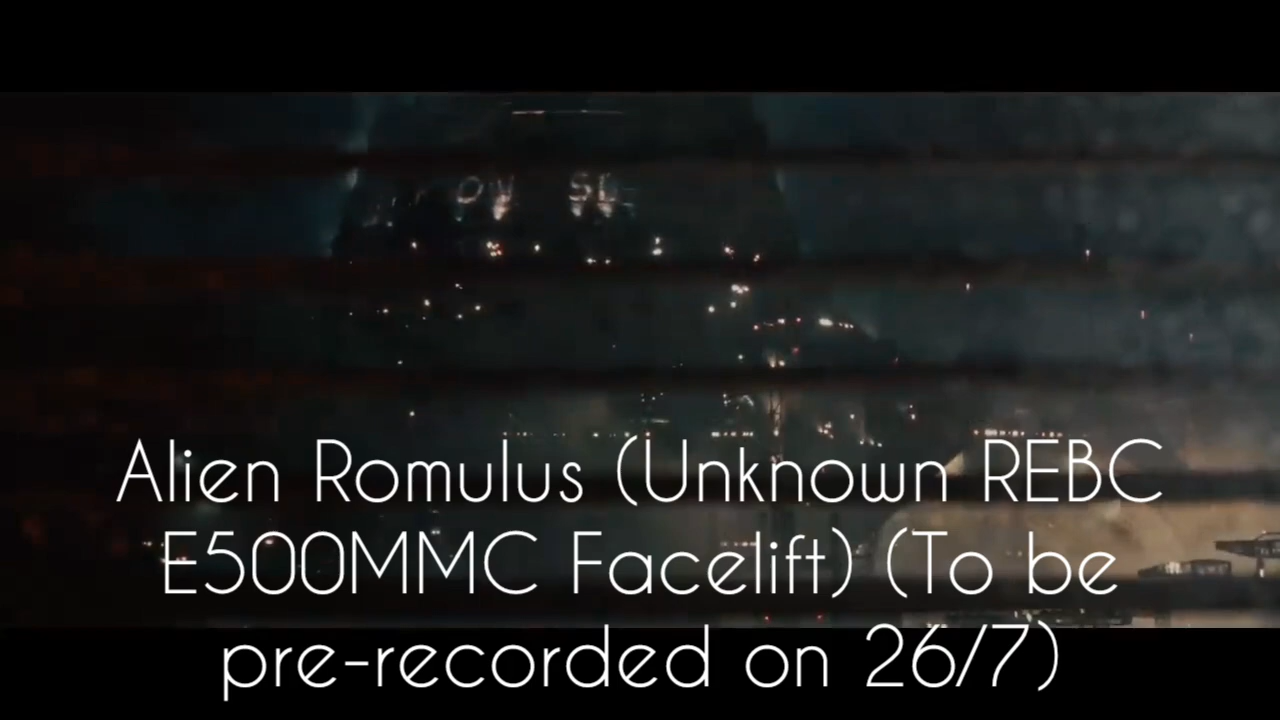 Alien Romulus (Unknown REBC
E500MMC Facelift) (To be
pre-recorded on 26/7)